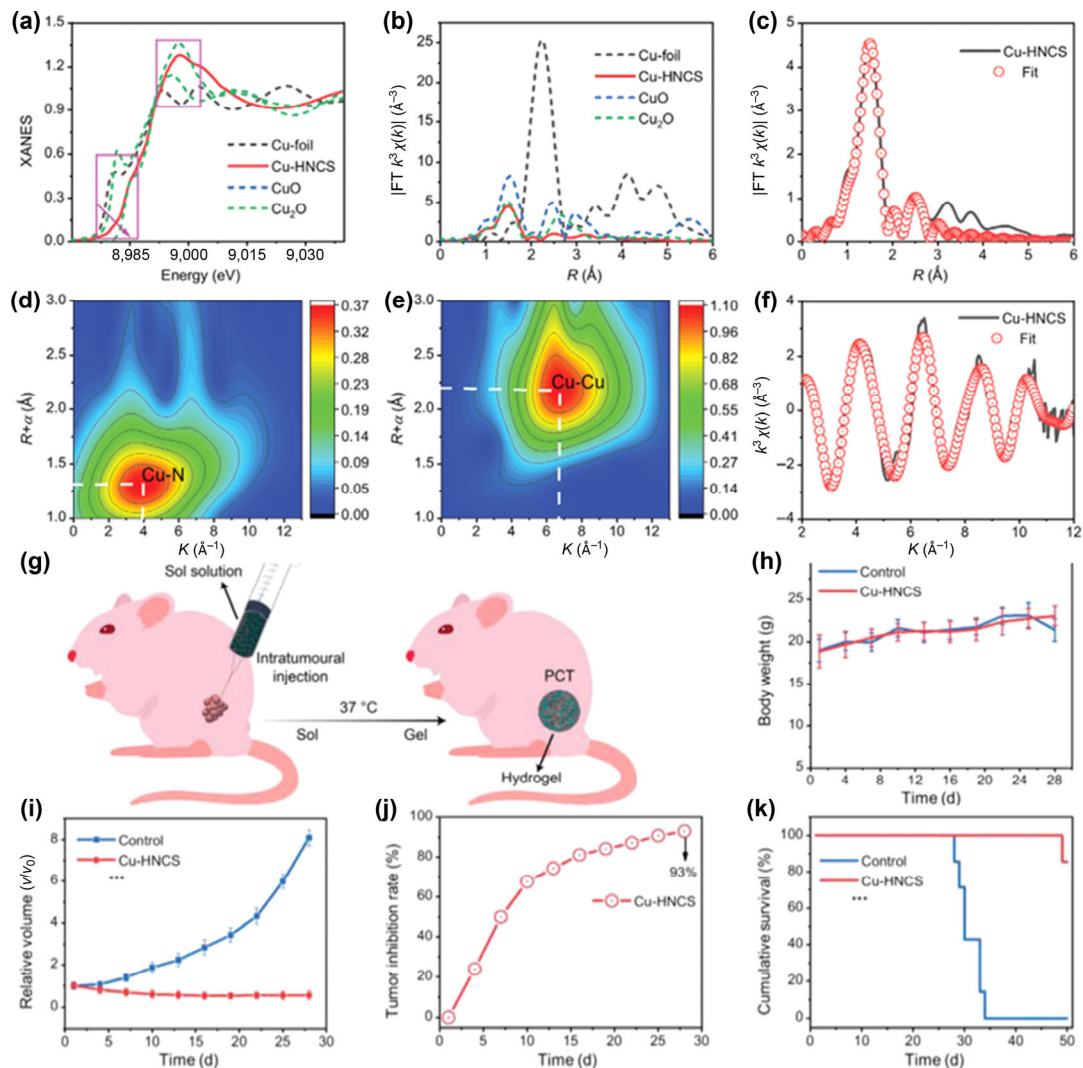 (a)
XANES
1.5
1.2
0.9
0.6
0.3
0.0
Cu-foil
Cu-HNCS
CuO
Cu₂O
8,985 9,000 9,015 9,030
Energy (eV)
(b)
|FT k³ χ(k)| (Å⁻³)
25
20
15
10
5
0
Cu-foil
Cu-HNCS
CuO
Cu₂O
0 1 2 3 4 5 6
R (Å)
(c)
|FT k³ χ(k)| (Å⁻³)
5
4
3
2
1
0
Cu-HNCS
Fit
0 1 2 3 4 5 6
R (Å)
(d)
R+α (Å)
3.0
2.5
2.0
1.5
1.0
Cu-N
0 2 4 6 8 10 12
K (Å⁻¹)
0.37
0.33
0.28
0.23
0.19
0.14
0.09
0.05
0.00
(e)
R+α (Å)
3.0
2.5
2.0
1.5
1.0
Cu-Cu
0 2 4 6 8 10 12
K (Å⁻¹)
1.10
0.96
0.83
0.68
0.55
0.41
0.28
0.14
0.00
(f)
k³ χ(k) (Å⁻³)
4
2
0
−2
−4
Cu-HNCS
Fit
2 4 6 8 10 12
K (Å⁻¹)
(g)
Sol solution
Intratumoural
injection
37 °C
Sol Gel
PCT
Hydrogel
(h)
Body weight (g)
25
20
15
10
5
Control
Cu-HNCS
0 4 8 12 16 20 24 28
Time (d)
(i)
Relative volume (v/v₀)
8
6
4
2
0
Control
Cu-HNCS
---
0 5 10 15 20 25 30
Time (d)
(j)
Tumor inhibition rate (%)
100
80
60
40
20
0
93%
Cu-HNCS
0 5 10 15 20 25 30
Time (d)
(k)
Cumulative survival (%)
100
80
60
40
20
0
Control
Cu-HNCS
***
0 10 20 30 40 50
Time (d)